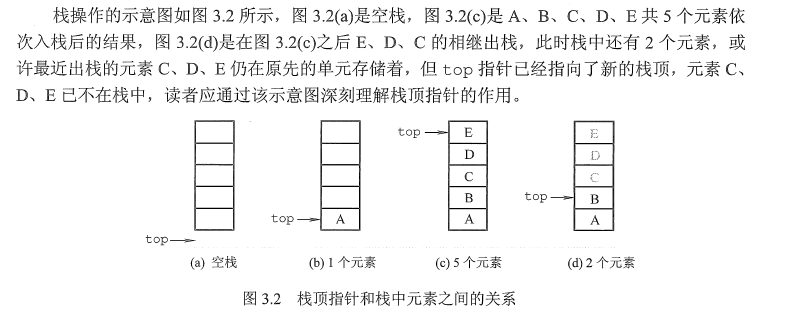 栈操作的示意图如图 3.2 所示，图 3.2(a)是空栈，图 3.2(c)是 A、B、C、D、E 共 5 个元素依
次入栈后的结果，图 3.2(d)是在图 3.2(c)之后 E、D、C 的相继出栈，此时栈中还有 2 个元素，或
许最近出栈的元素 C、D、E 仍在原先的单元存储着，但 top 指针已经指向了新的栈顶，元素 C、
D、E 已不在栈中，读者应通过该示意图深刻理解栈顶指针的作用。
top
(a) 空栈
top
A
(b) 1 个元素
top
E
D
C
B
A
(c) 5 个元素
E
D
C
top
B
A
(d) 2 个元素
图 3.2 栈顶指针和栈中元素之间的关系